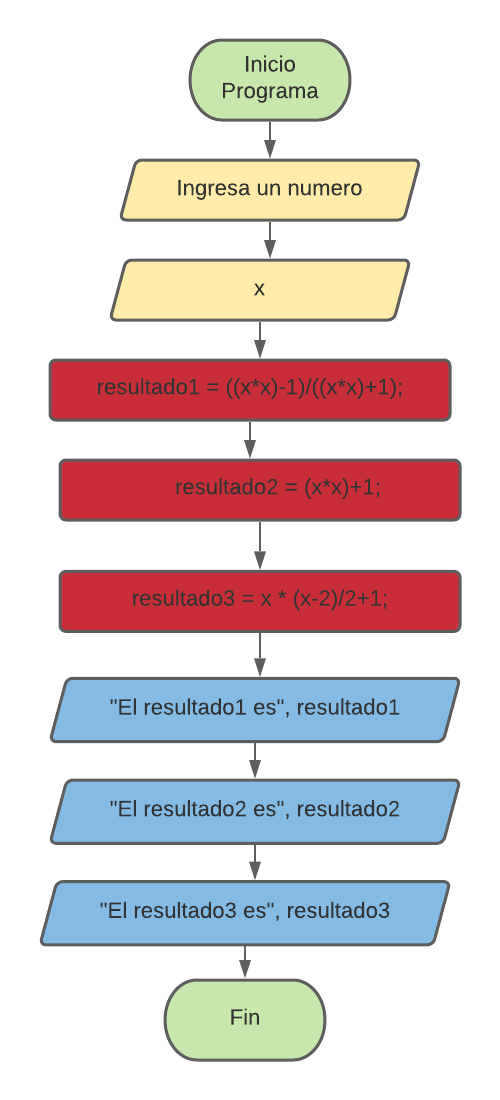 Inicio
Programa
Ingresa un numero
x
resultado1 = ((x*x)-1)/((x*x)+1);
resultado2 = (x*x)+1;
resultado3 = x * (x-2)/2+1;
"El resultado1 es", resultado1
"El resultado2 es", resultado2
"El resultado3 es", resultado3
Fin